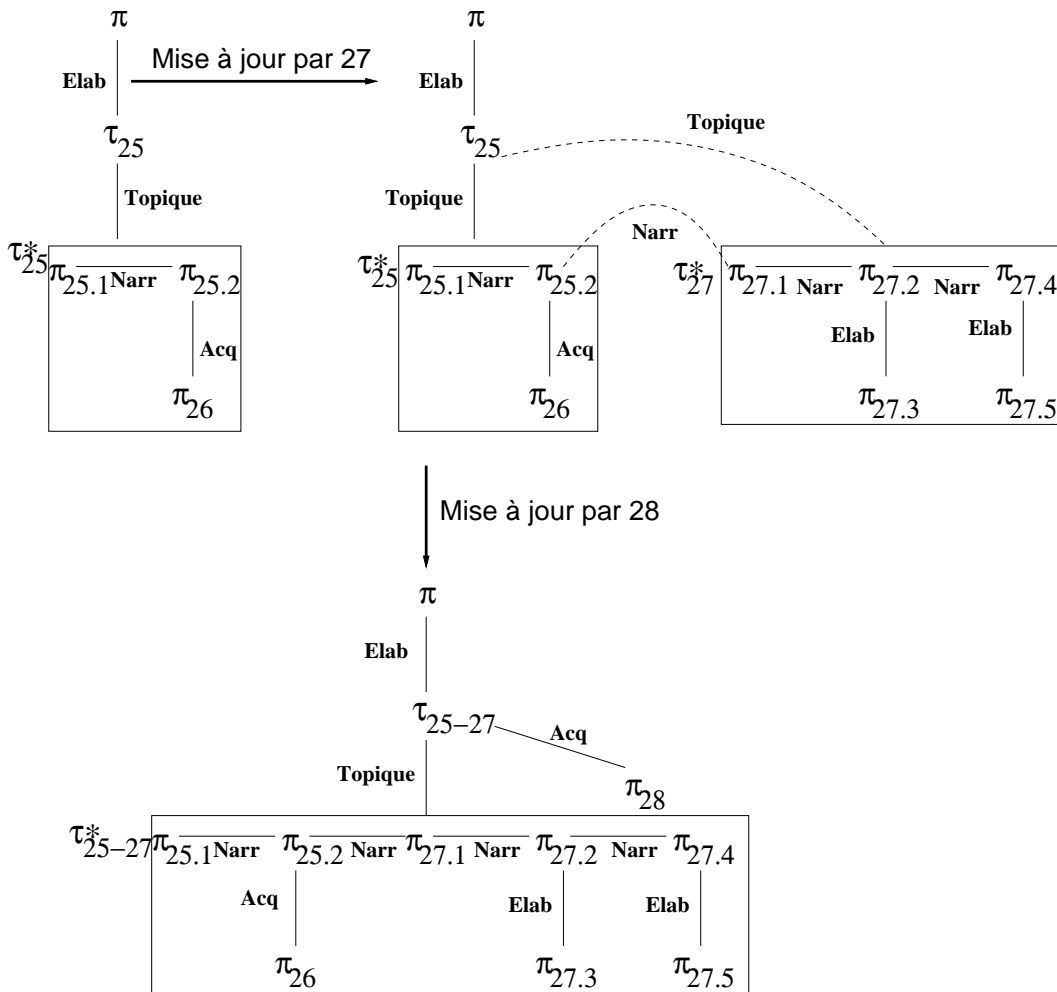 π π
Elab Mise à jour par 27 Elab
τ25 τ25 Topique
Topique Topique Narr
τ*25 π25.1 Narr π25.2 τ*25 π25.1 Narr π25.2 τ*27 π27.1 Narr π27.2 Narr π27.4
Acq Acq Elab Elab
π26 π26 π27.3 π27.5
Mise à jour par 28
π
Elab
τ25–27 Acq
Topique π28
τ*25–27 π25.1 Narr π25.2 Narr π27.1 Narr π27.2 Narr π27.4
Acq Elab Elab
π26 π27.3 π27.5